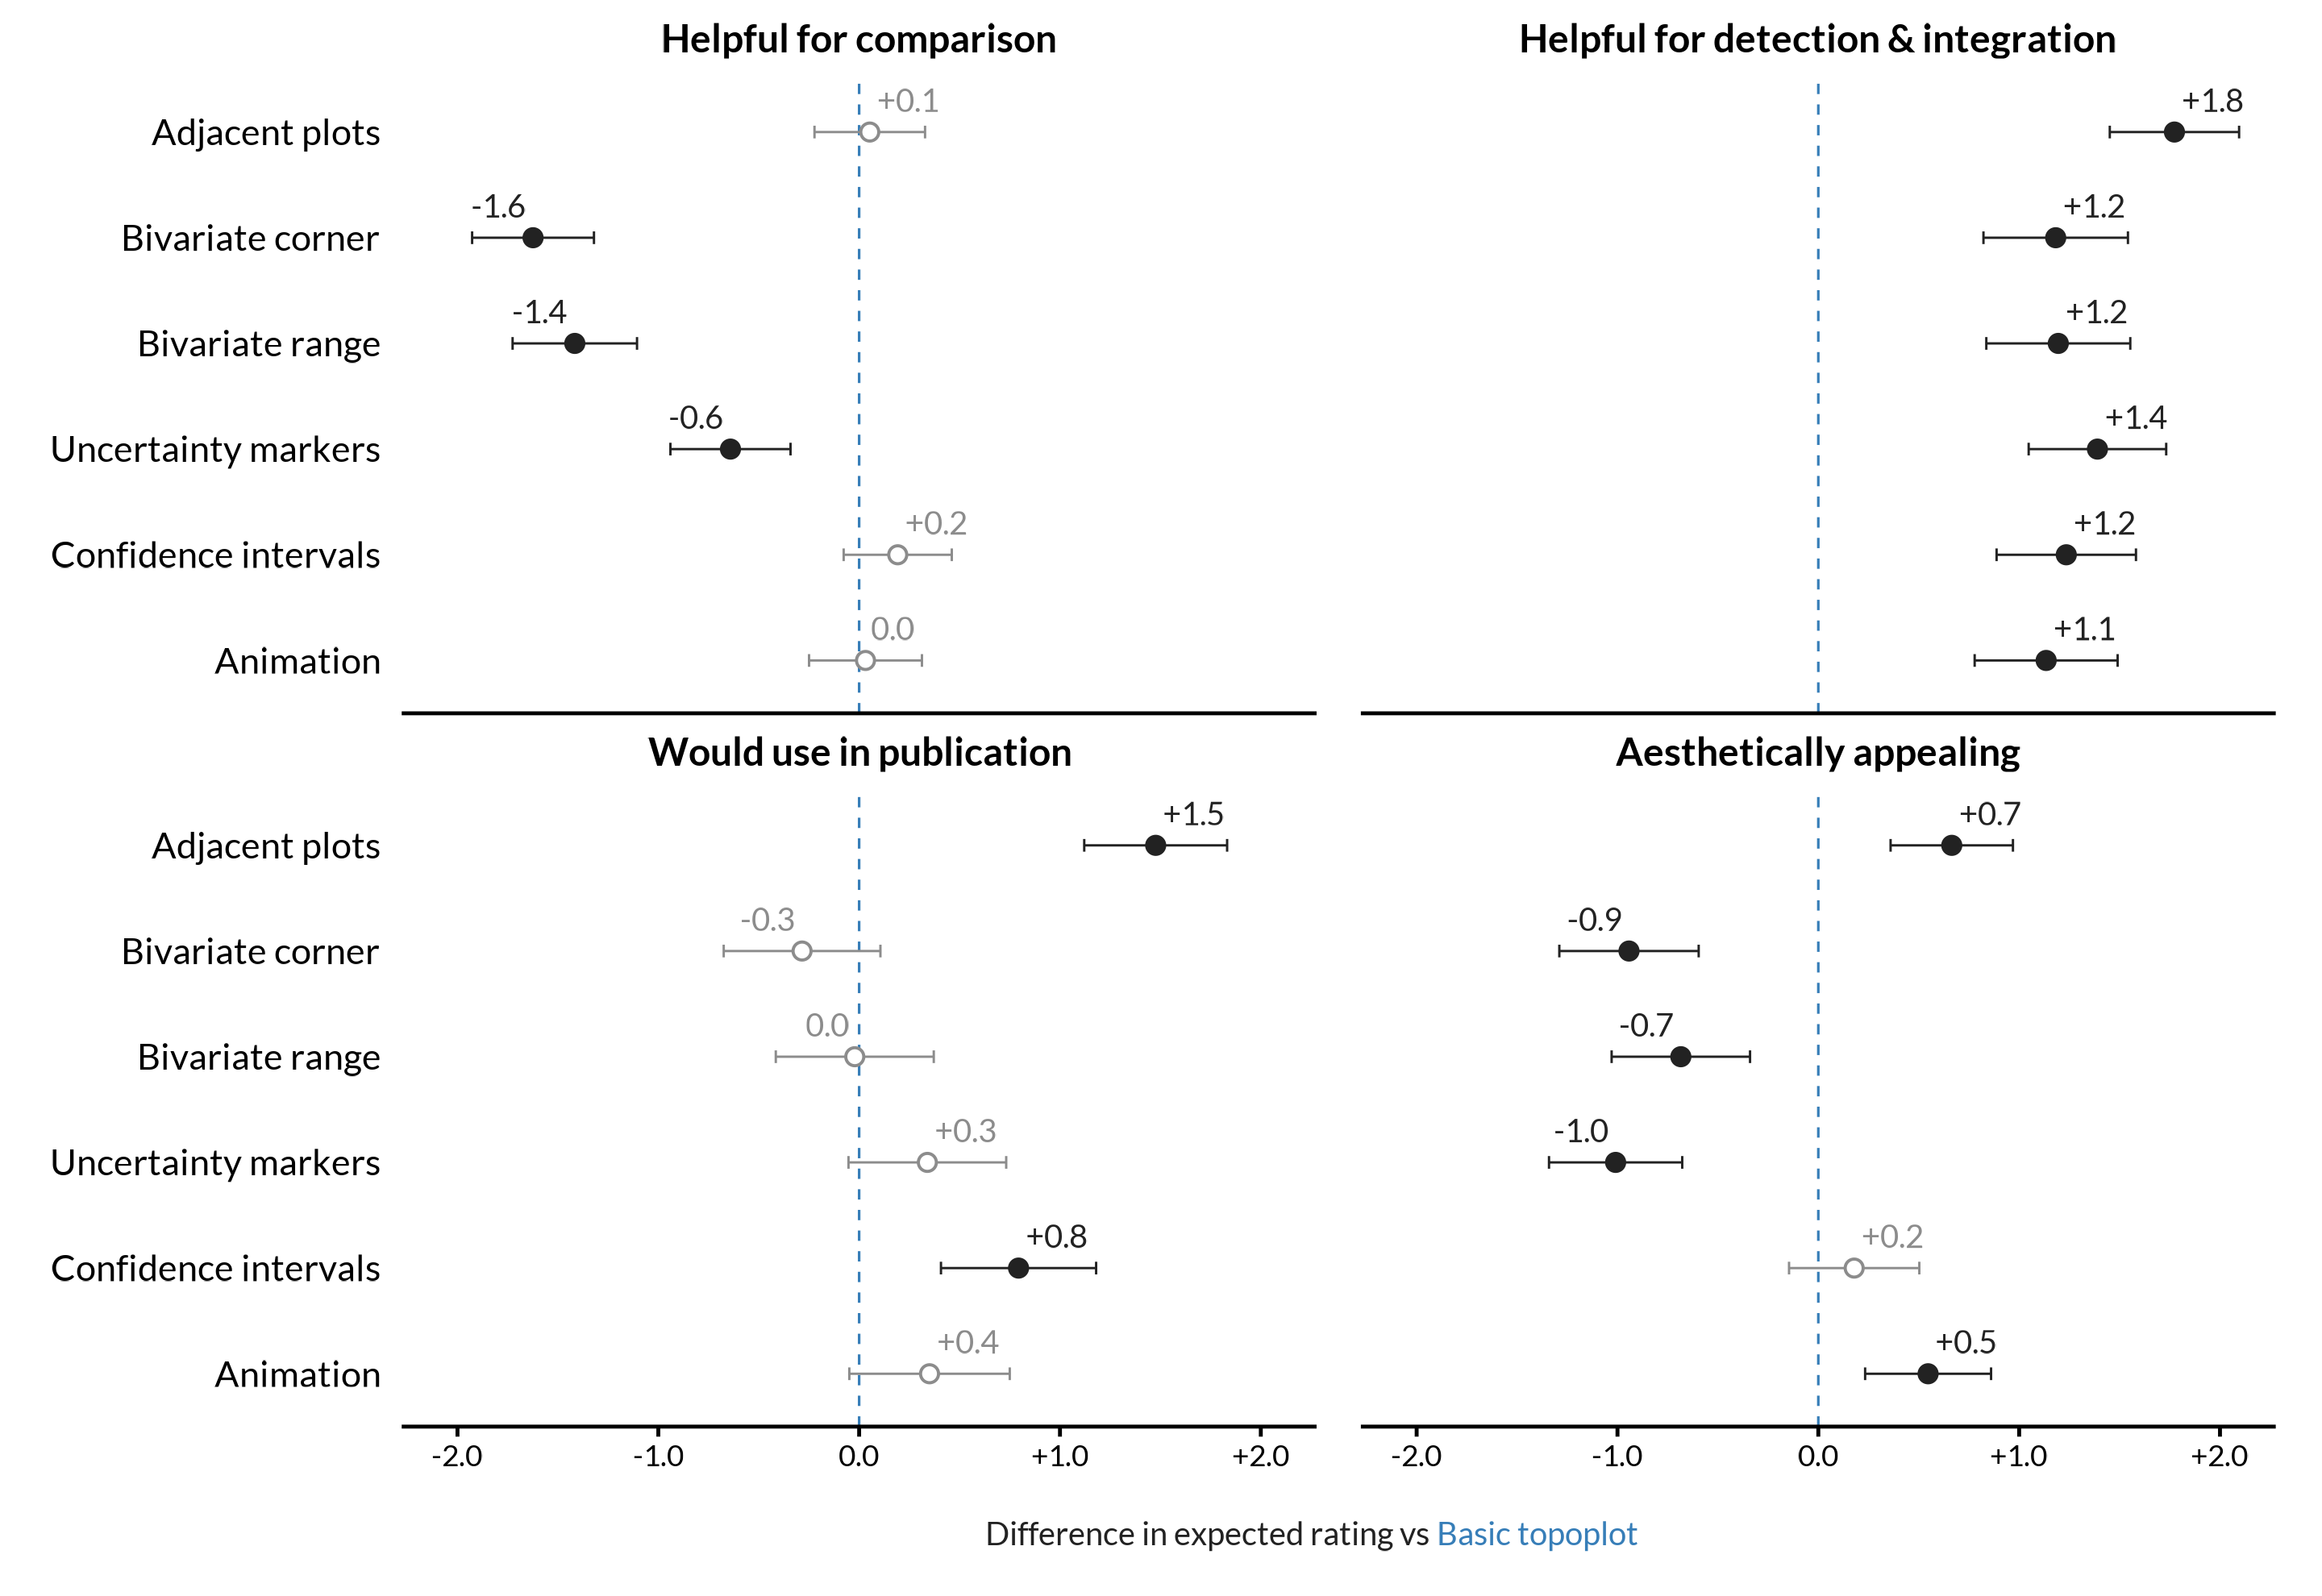 Helpful for comparison
Helpful for detection & integration
Adjacent plots
+0.1
+1.8
Bivariate corner
-1.6
+1.2
Bivariate range
-1.4
+1.2
Uncertainty markers
-0.6
+1.4
Confidence intervals
+0.2
+1.2
Animation
0.0
+1.1
Would use in publication
Aesthetically appealing
Adjacent plots
+1.5
+0.7
Bivariate corner
-0.3
-0.9
Bivariate range
0.0
-0.7
Uncertainty markers
+0.3
-1.0
Confidence intervals
+0.8
+0.2
Animation
+0.4
+0.5
-2.0 -1.0 0.0 +1.0 +2.0
-2.0 -1.0 0.0 +1.0 +2.0
Difference in expected rating vs Basic topoplot